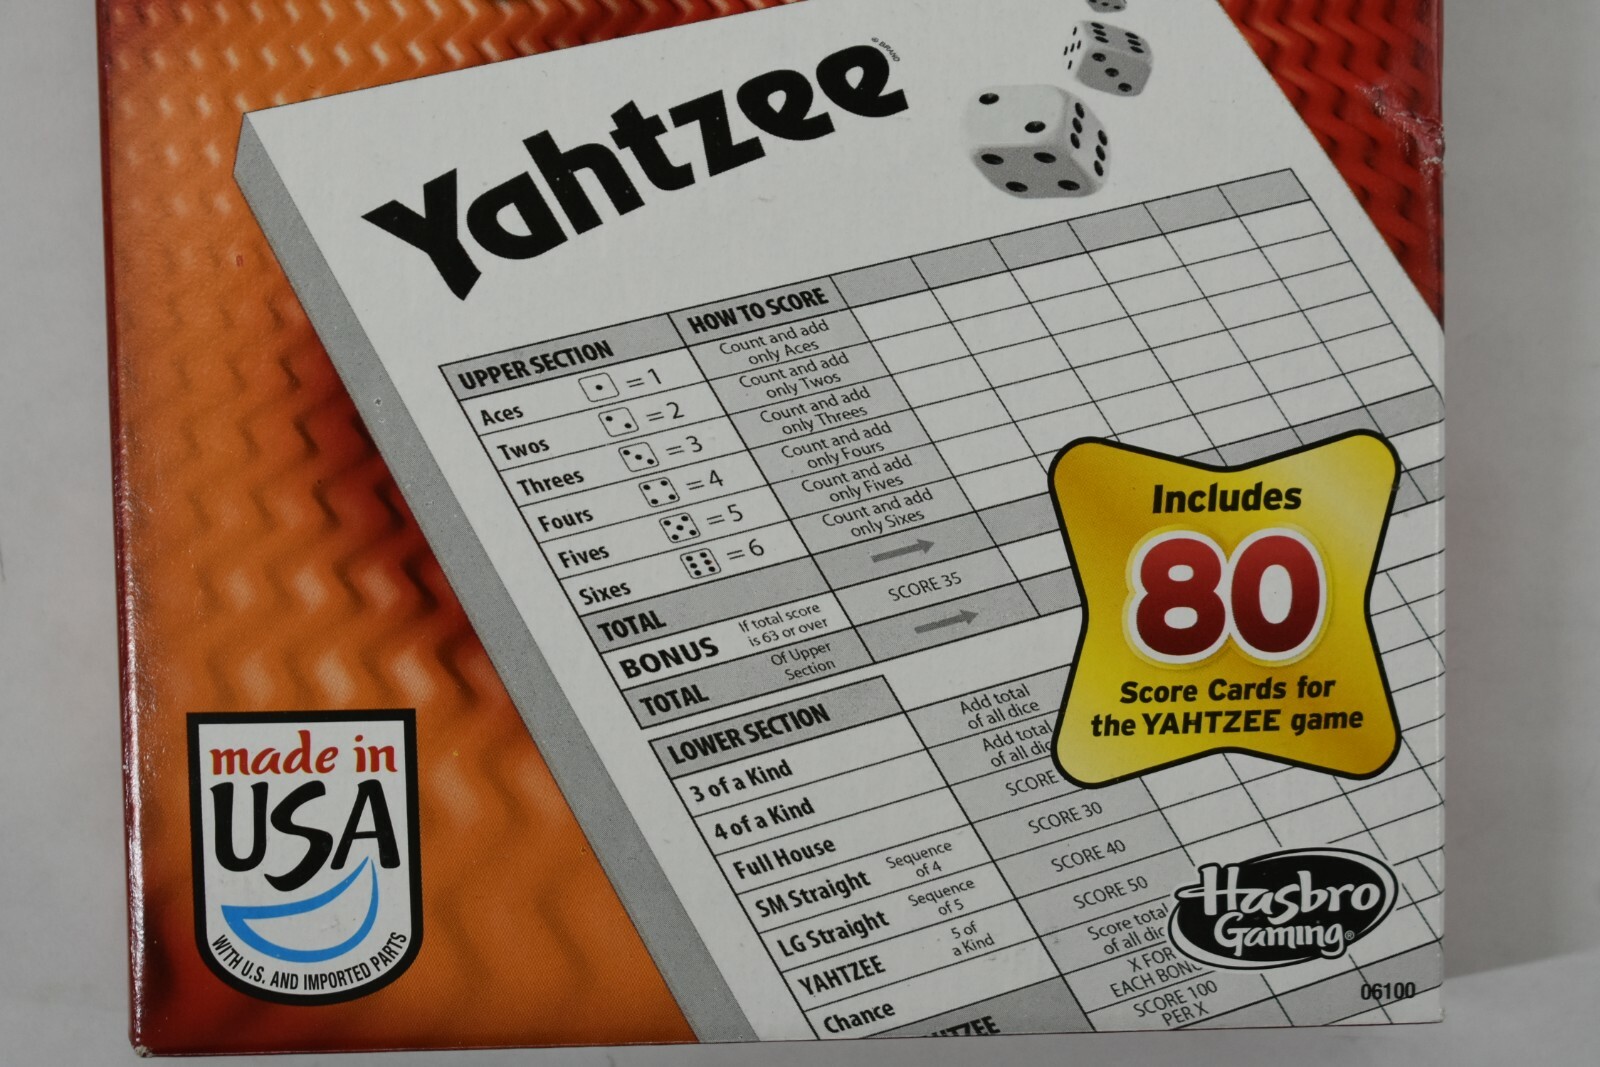 Yahtzee
® BRAND
UPPER SECTION
HOW TO SCORE
Aces = 1
Count and add
only Aces
Twos = 2
Count and add
only Twos
Threes = 3
Count and add
only Threes
Fours = 4
Count and add
only Fours
Fives = 5
Count and add
only Fives
Sixes = 6
Count and add
only Sixes
TOTAL
BONUS If total score
is 63 or over
SCORE 35
TOTAL Of Upper
Section
LOWER SECTION
3 of a Kind
Add total
of all dice
4 of a Kind
Add total
of all dic
Full House
SCORE
SM Straight Sequence
of 4
SCORE 30
LG Straight Sequence
of 5
SCORE 40
YAHTZEE 5 of
a Kind
SCORE 50
Chance
Score total
of all dic
HTZEE
X FOR
EACH BONU
SCORE 100
PER X
Includes
80
Score Cards for
the YAHTZEE game
made in
USA
WITH U.S. AND IMPORTED PARTS
Hasbro
Gaming®
06100